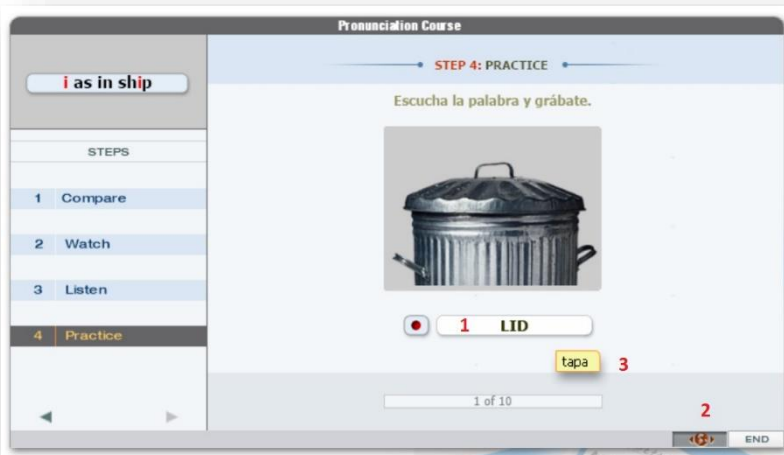 Pronunciation Course
i as in ship
STEP 4: PRACTICE
Escucha la palabra y grábate.
STEPS
1 Compare
2 Watch
3 Listen
4 Practice
1 LID
tapa 3
1 of 10
2
END